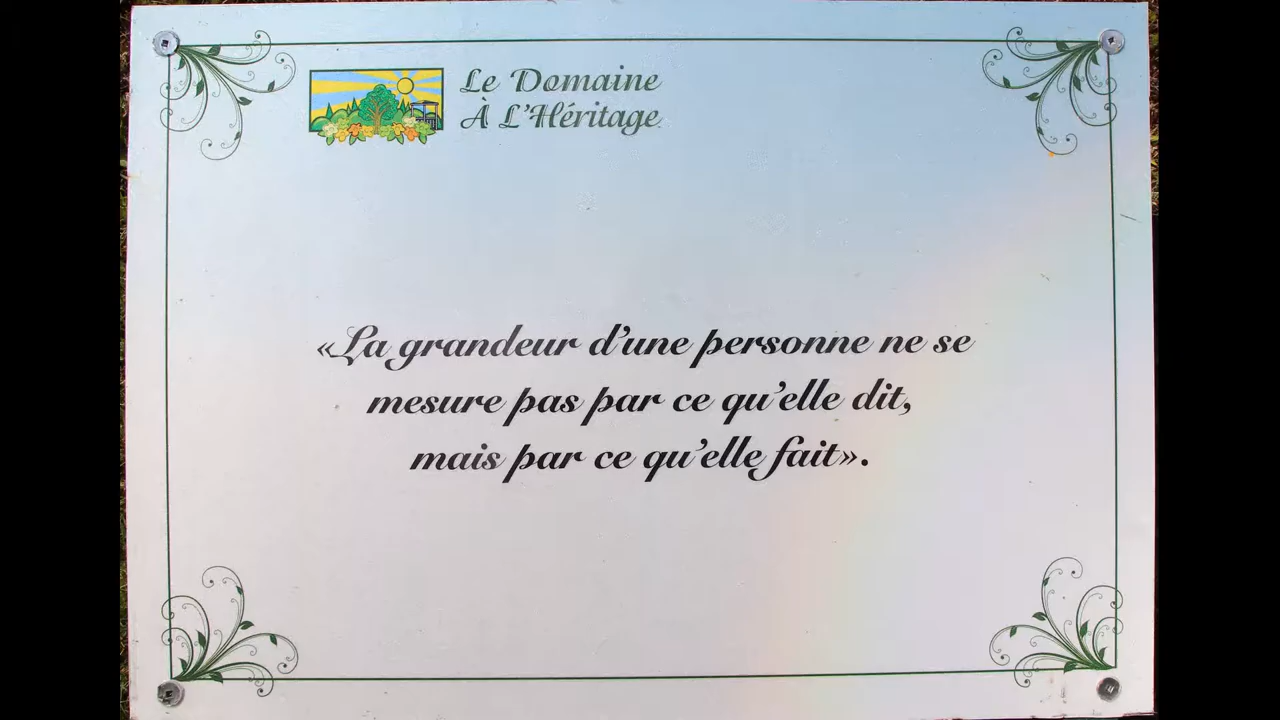 Le Domaine
À L'Héritage
«La grandeur d'une personne ne se
mesure pas par ce qu'elle dit,
mais par ce qu'elle fait».